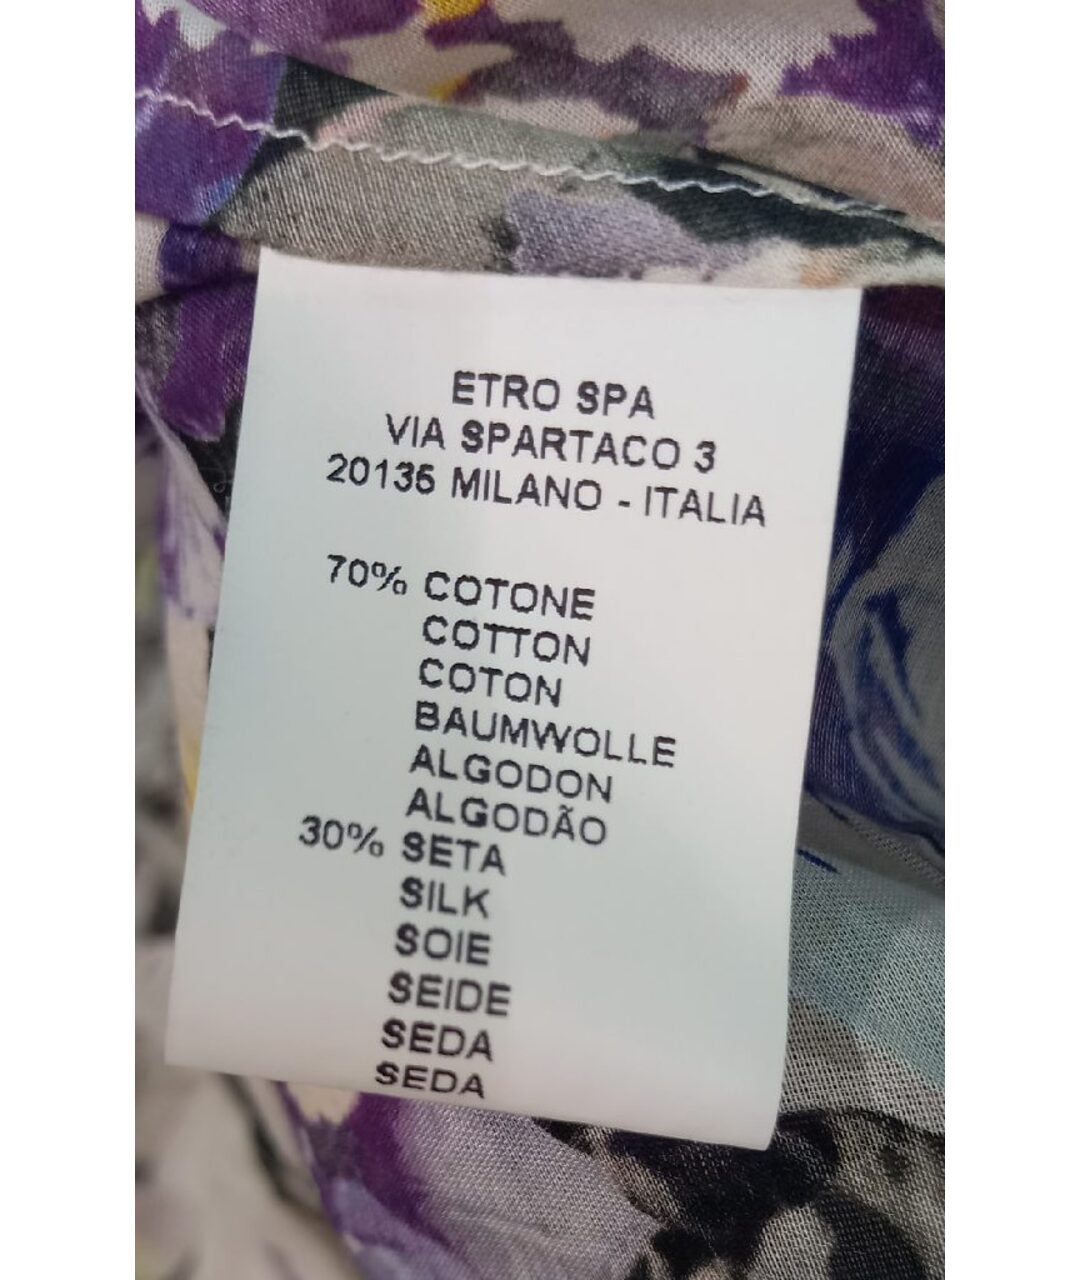 ETRO SPA
VIA SPARTACO 3
20135 MILANO - ITALIA
70% COTONE
COTTON
COTON
BAUMWOLLE
ALGODON
ALGODÃO
30% SETA
SILK
SOIE
SEIDE
SEDA
SEDA